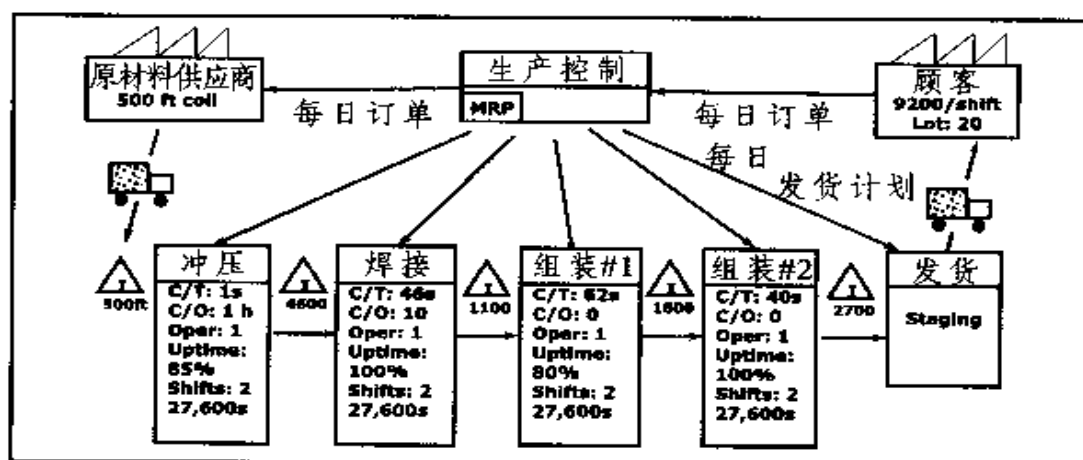 原材料供应商
500 ft coil
生产控制
MRP
顾客
9200/shift
Lot: 20
每日订单
每日订单
每日
发货计划
500ft
冲压
C/T: 1s
C/O: 1 h
Oper: 1
Uptime:
85%
Shifts: 2
27,600s
4600
焊接
C/T: 46s
C/O: 10
Oper: 1
Uptime:
100%
Shifts: 2
27,600s
1100
组装#1
C/T: 62s
C/O: 0
Oper: 1
Uptime:
80%
Shifts: 2
27,600s
1600
组装#2
C/T: 40s
C/O: 0
Oper: 1
Uptime:
100%
Shifts: 2
27,600s
2700
发货
Staging